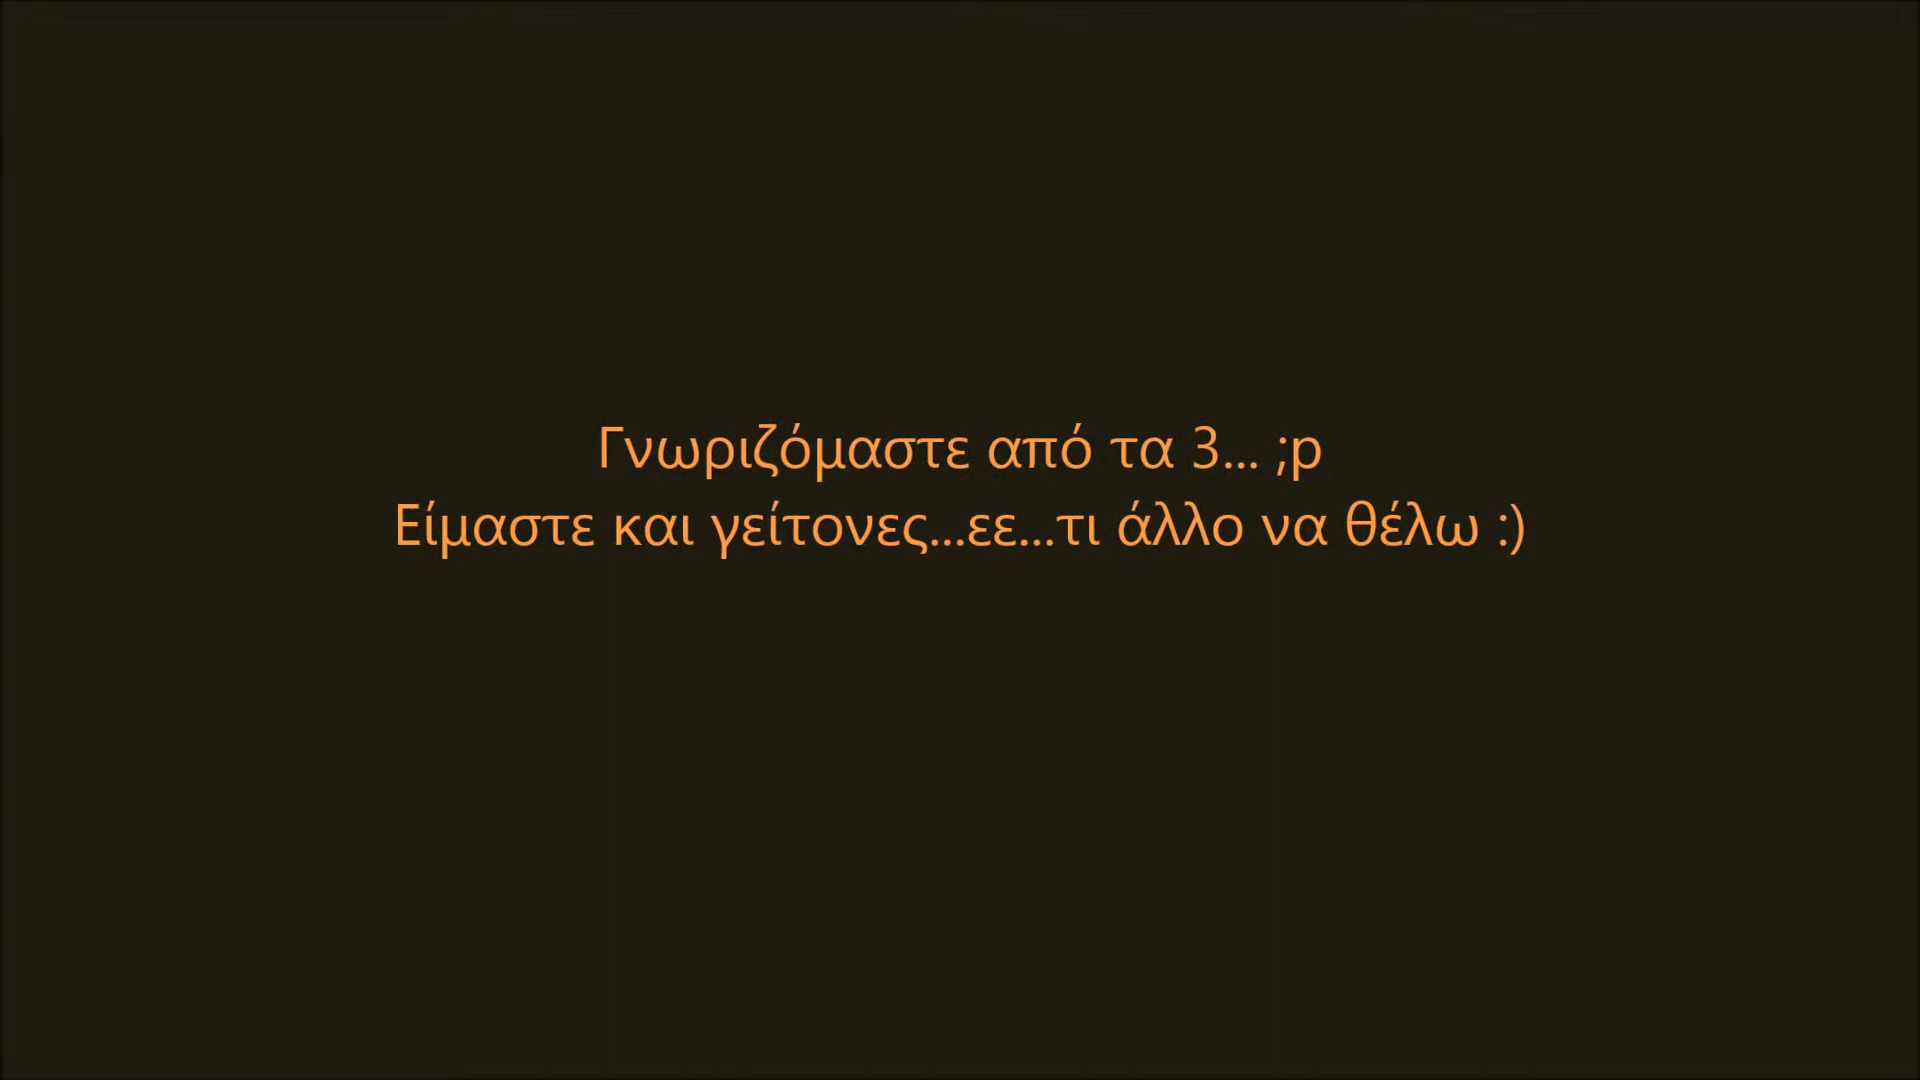 Γνωριζόμαστε από τα 3... ;p
Είμαστε και γείτονες...εε...τι άλλο να θέλω :)